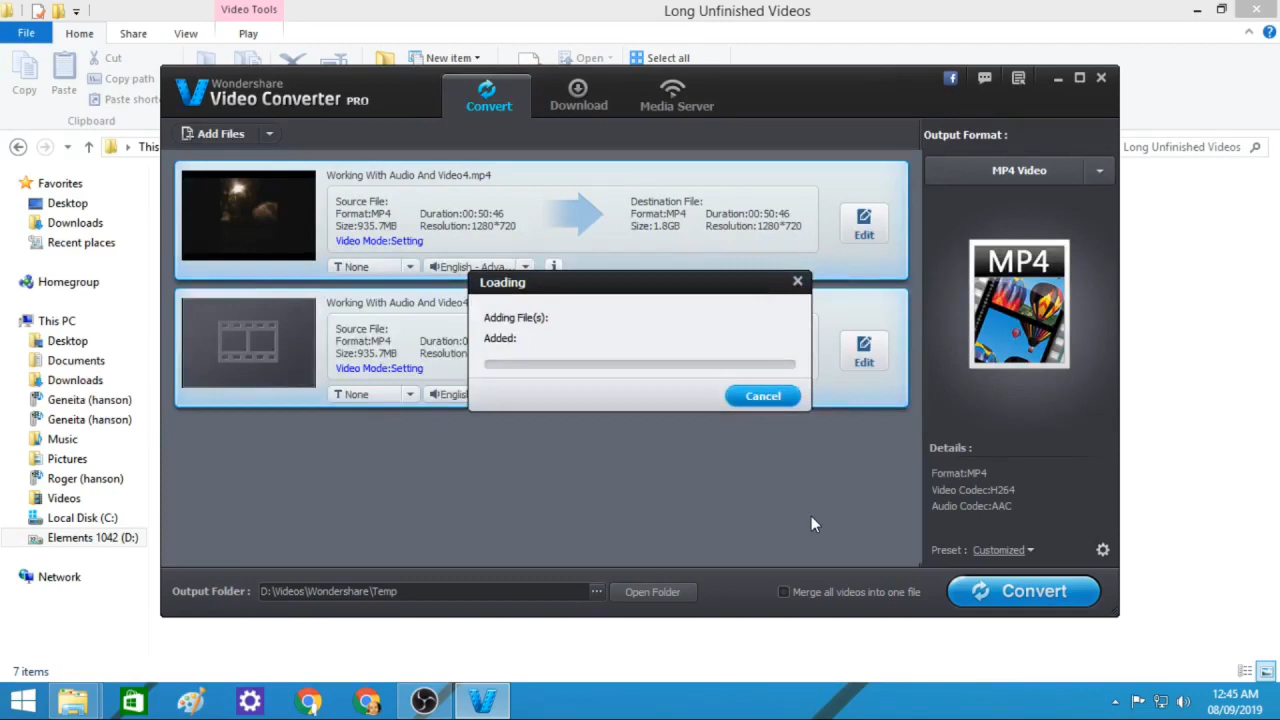 Video Tools
Long Unfinished Videos
File
Home
Share
View
Play
Copy
Paste
Cut
Copy path
Paste short
New item
Open
Select all
Clipboard
This
Long Unfinished Videos
Favorites
Desktop
Downloads
Recent places
Homegroup
This PC
Desktop
Documents
Downloads
Geneita (hanson)
Geneita (hanson)
Music
Pictures
Roger (hanson)
Videos
Local Disk (C:)
Elements 1042 (D:)
Network
7 items
Wondershare
Video Converter PRO
Convert
Download
Media Server
Add Files
Working With Audio And Video4.mp4
Source File:
Format:MP4 Duration:00:50:46
Size:935.7MB Resolution:1280*720
Video Mode:Setting
Destination File:
Format:MP4 Duration:00:50:46
Size:1.8GB Resolution:1280*720
Edit
T None
English - Adva...
Working With Audio And Video4
Source File:
Format:MP4 Duration:0
Size:935.7MB Resolution
Video Mode:Setting
Edit
T None
English
Loading
Adding File(s):
Added:
Cancel
Output Format :
MP4 Video
MP4
Details :
Format:MP4
Video Codec:H264
Audio Codec:AAC
Preset : Customized
Output Folder : D:\Videos\Wondershare\Temp
...
Open Folder
Merge all videos into one file
Convert
12:45 AM
08/09/2019